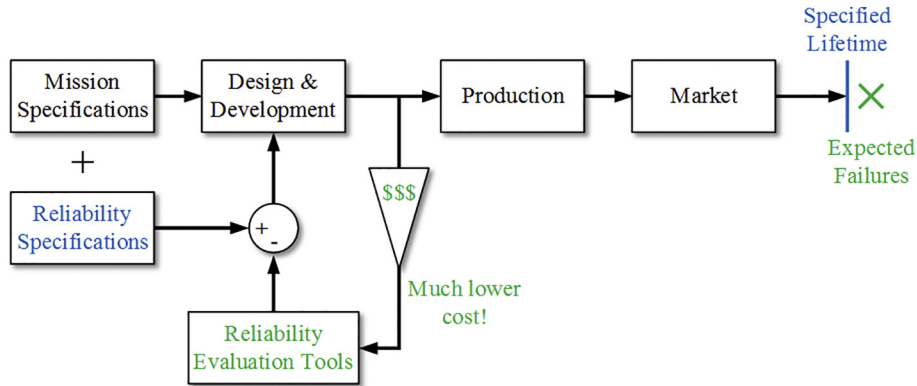 Specified
Lifetime
Mission
Specifications
Design &
Development
Production
Market
+
Expected
Failures
Reliability
Specifications
+
-
$$$
Much lower
cost!
Reliability
Evaluation Tools